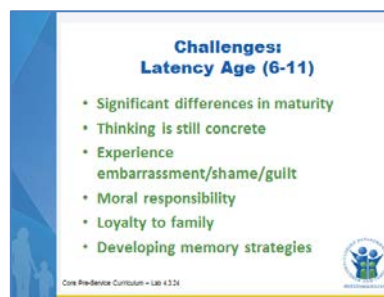 Challenges:
Latency Age (6-11)
• Significant differences in maturity
• Thinking is still concrete
• Experience
embarrassment/shame/guilt
• Moral responsibility
• Loyalty to family
• Developing memory strategies
Core Pre-Service Curriculum – Lab 4.3.24